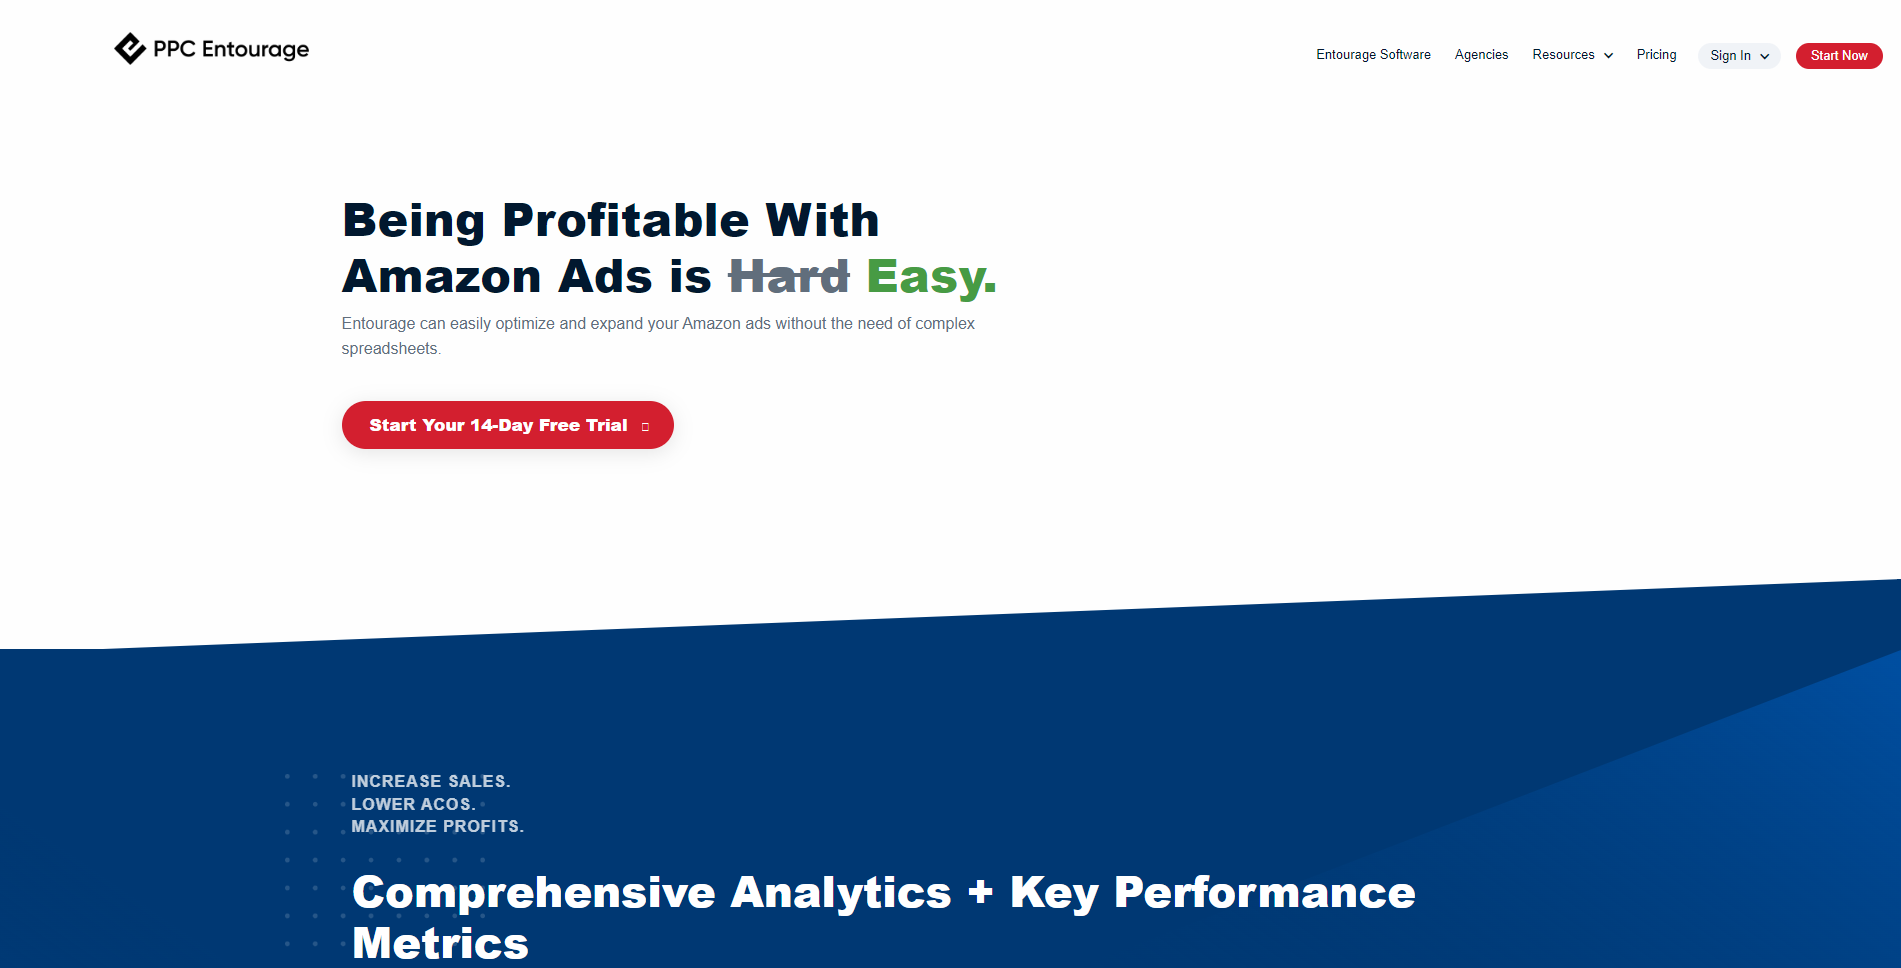 PPC Entourage
Entourage Software Agencies Resources Pricing Sign In Start Now
Being Profitable With
Amazon Ads is Hard Easy.
Entourage can easily optimize and expand your Amazon ads without the need of complex
spreadsheets.
Start Your 14-Day Free Trial
INCREASE SALES.
LOWER ACOS.
MAXIMIZE PROFITS.
Comprehensive Analytics + Key Performance
Metrics